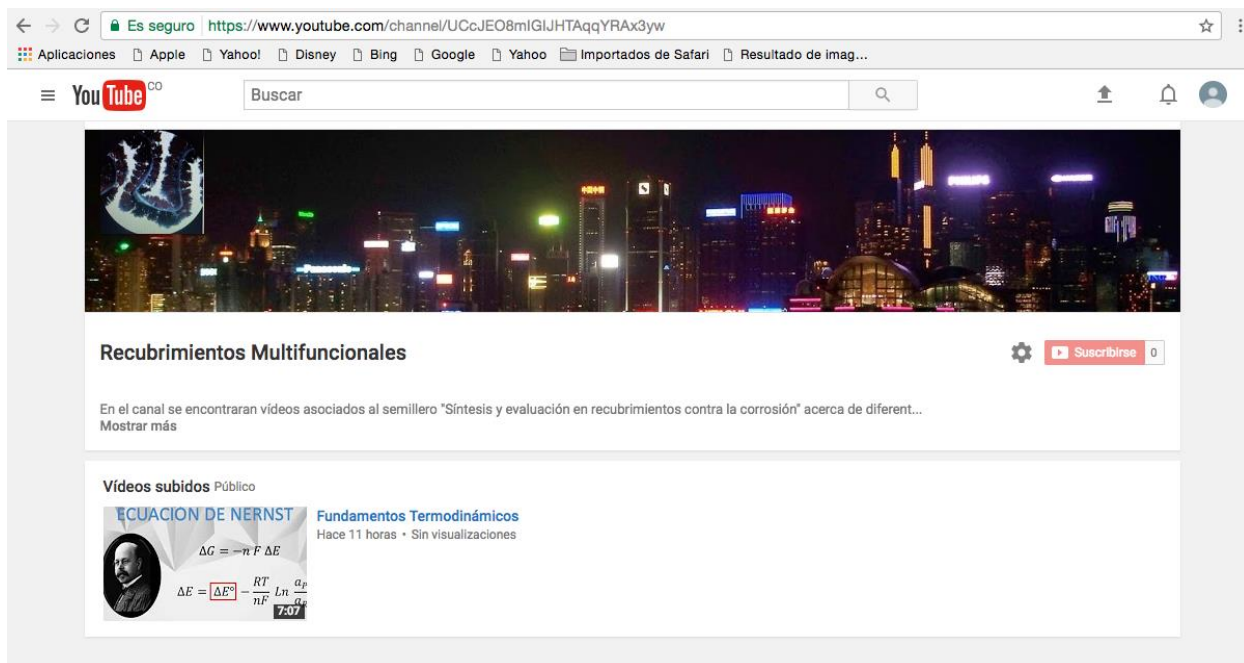 Es seguro https://www.youtube.com/channel/UCcJEO8mIGIJHTAqqYRAx3yw
Aplicaciones Apple Yahoo! Disney Bing Google Yahoo Importados de Safari Resultado de imag...
YouTube CO Buscar
PHILIPS
Panasonic
Recubrimientos Multifuncionales
Suscribirse 0
En el canal se encontraran vídeos asociados al semillero "Síntesis y evaluación en recubrimientos contra la corrosión" acerca de diferent...
Mostrar más
Vídeos subidos Público
ECUACION DE NERNST
ΔG = −n F ΔE
ΔE = ΔE° − RT/nF Ln a_P
7:07
Fundamentos Termodinámicos
Hace 11 horas • Sin visualizaciones